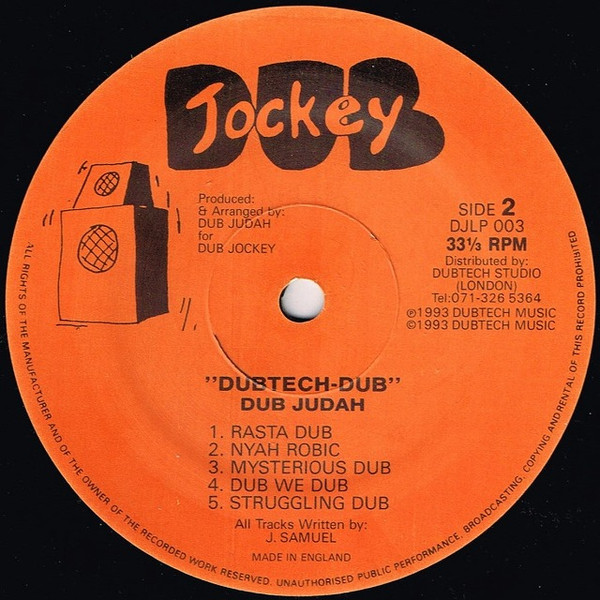 DUB
Jockey
Produced:
& Arranged by:
DUB JUDAH
for
DUB JOCKEY
SIDE 2
DJLP 003
33⅓ RPM
Distributed by:
DUBTECH STUDIO
(LONDON)
Tel:071-326 5364
℗1993 DUBTECH MUSIC
©1993 DUBTECH MUSIC
"DUBTECH-DUB"
DUB JUDAH
1. RASTA DUB
2. NYAH ROBIC
3. MYSTERIOUS DUB
4. DUB WE DUB
5. STRUGGLING DUB
All Tracks Written by:
J. SAMUEL
MADE IN ENGLAND
ALL RIGHTS OF THE MANUFACTURER AND OF THE OWNER OF THE RECORDED WORK RESERVED. UNAUTHORISED PUBLIC PERFORMANCE, BROADCASTING, COPYING AND RENTAL OF THIS RECORD PROHIBITED